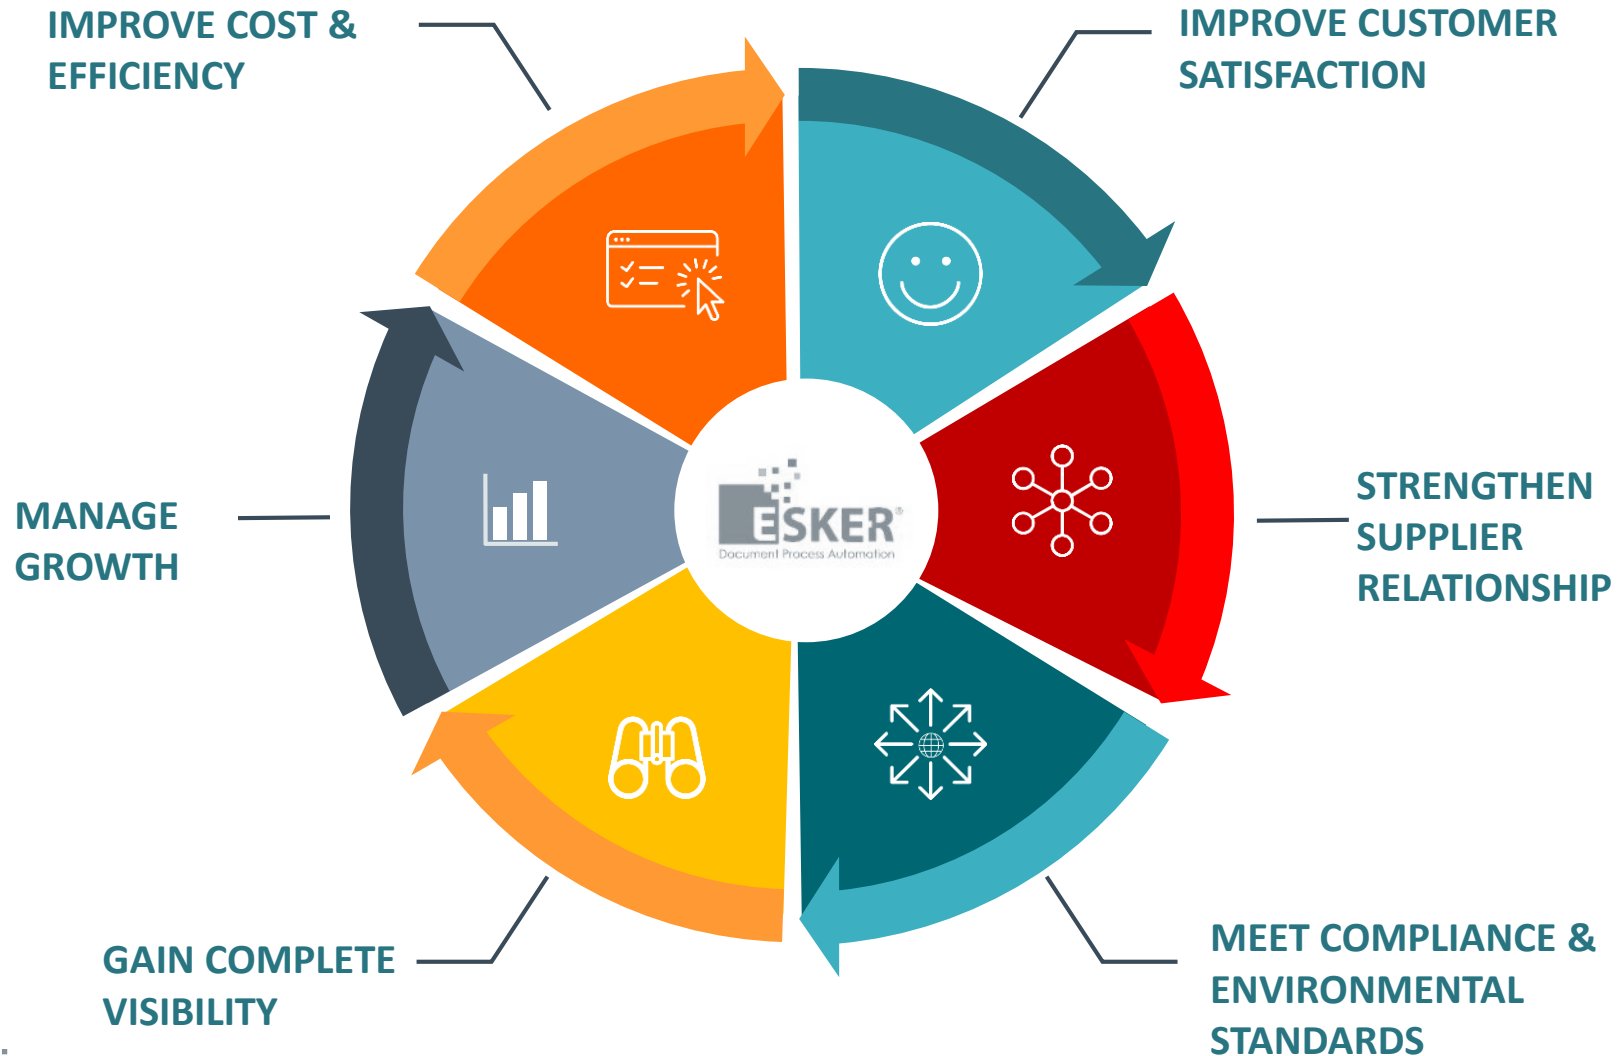 IMPROVE COST &
EFFICIENCY
IMPROVE CUSTOMER
SATISFACTION
MANAGE
GROWTH
ESKER®
Document Process Automation
STRENGTHEN
SUPPLIER
RELATIONSHIP
GAIN COMPLETE
VISIBILITY
MEET COMPLIANCE &
ENVIRONMENTAL
STANDARDS
.